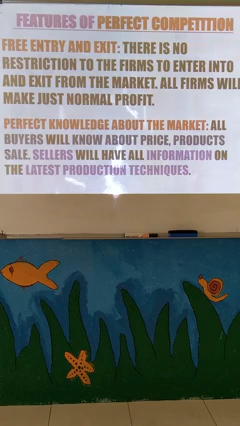 FEATURES OF PERFECT COMPETITION
FREE ENTRY AND EXIT: THERE IS NO
RESTRICTION TO THE FIRMS TO ENTER INTO
AND EXIT FROM THE MARKET. ALL FIRMS WILL
MAKE JUST NORMAL PROFIT.
PERFECT KNOWLEDGE ABOUT THE MARKET: ALL
BUYERS WILL KNOW ABOUT PRICE, PRODUCTS
SALE. SELLERS WILL HAVE ALL INFORMATION ON
THE LATEST PRODUCTION TECHNIQUES.